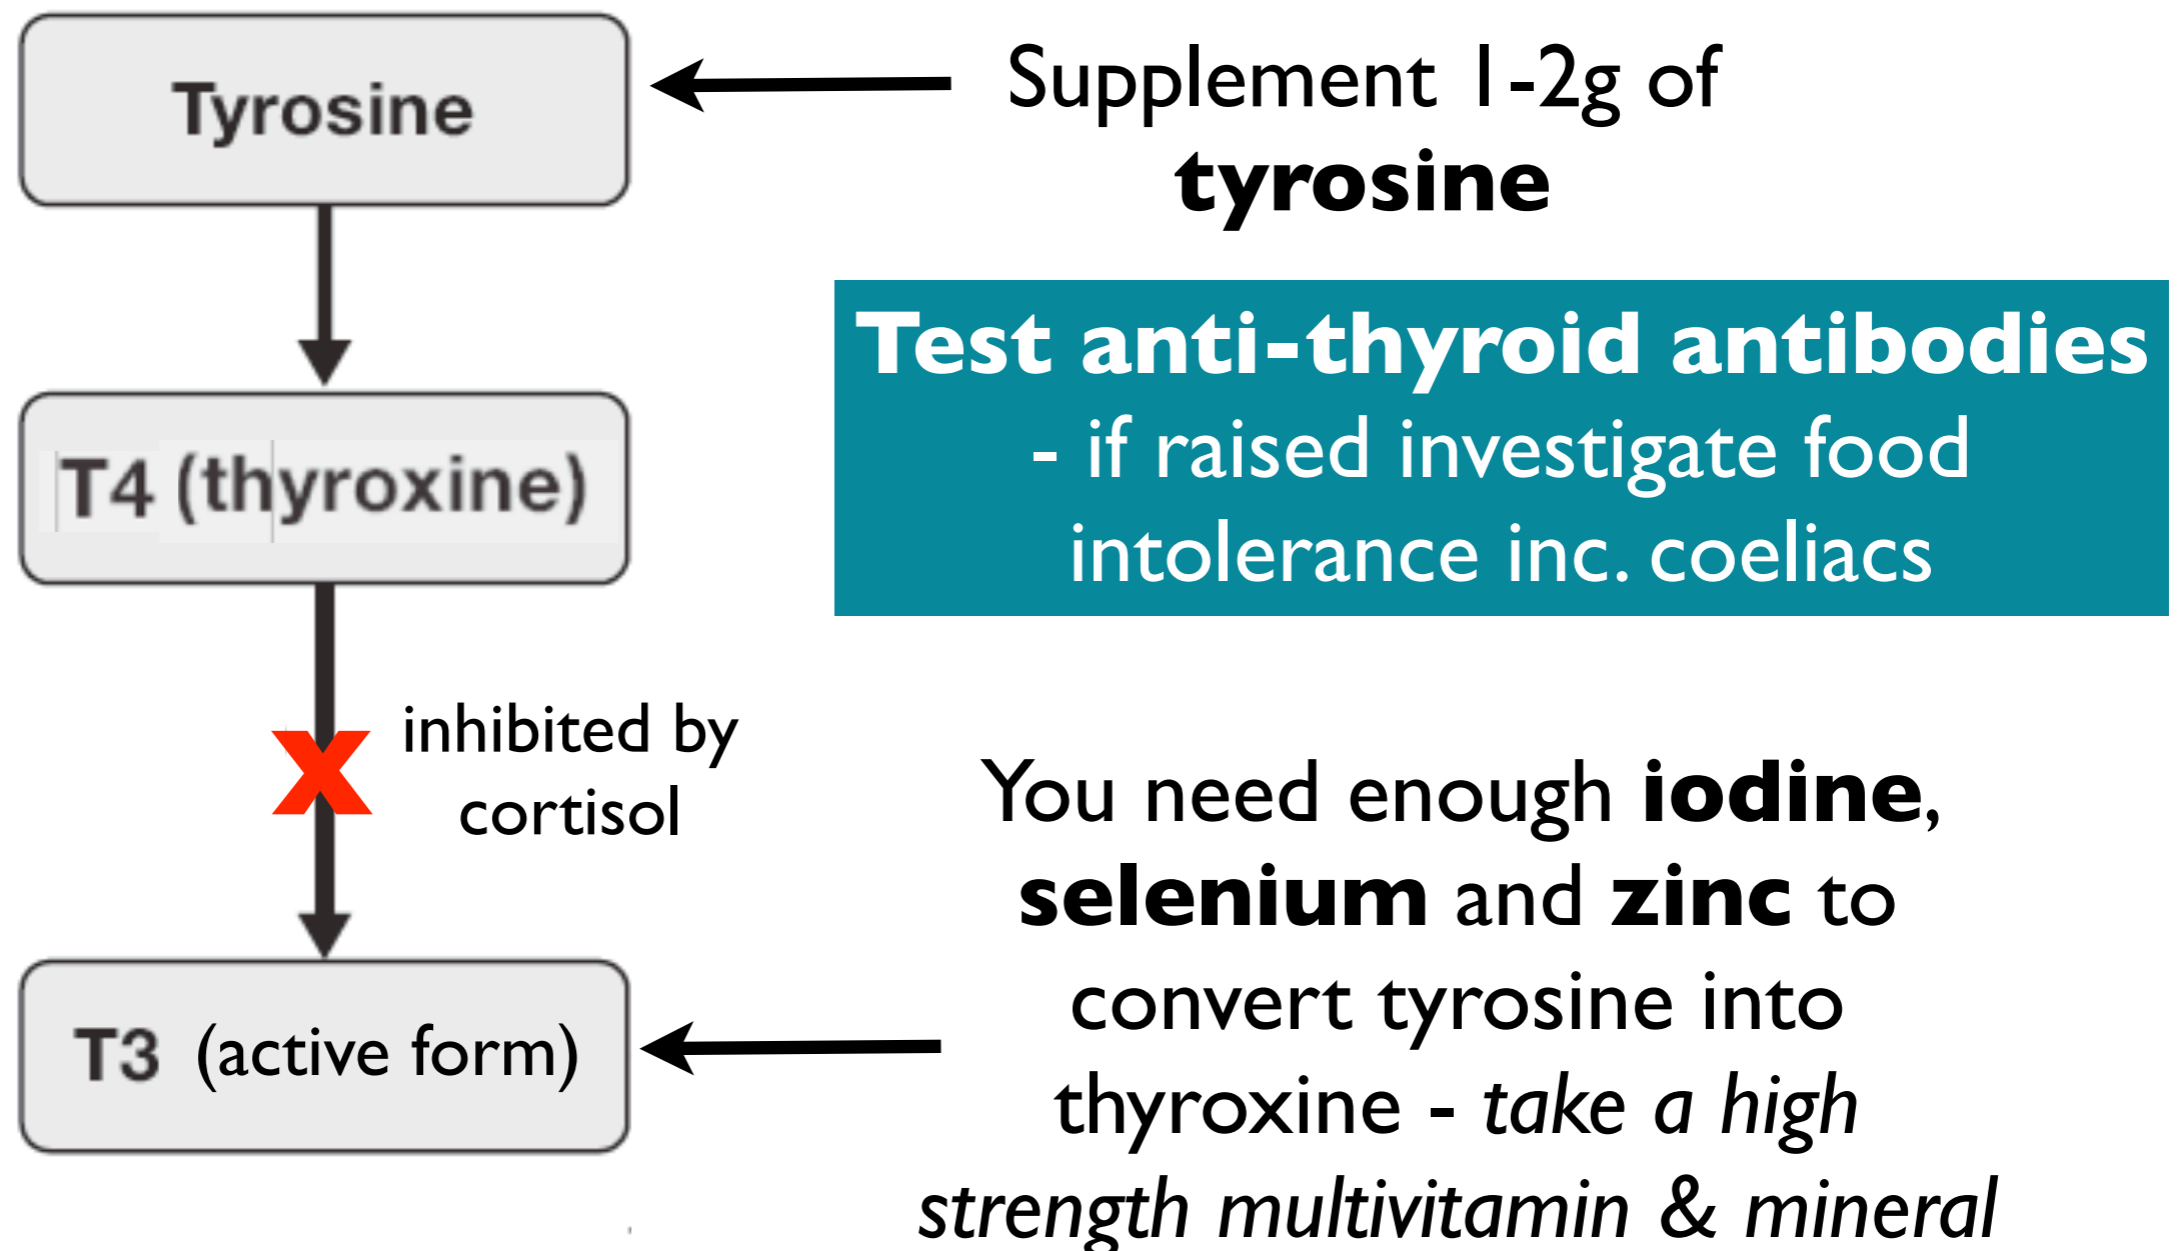 Tyrosine
Supplement 1-2g of
tyrosine
Test anti-thyroid antibodies
- if raised investigate food
intolerance inc. coeliacs
T4 (thyroxine)
inhibited by
cortisol
You need enough iodine,
selenium and zinc to
convert tyrosine into
thyroxine - take a high
strength multivitamin & mineral
T3 (active form)